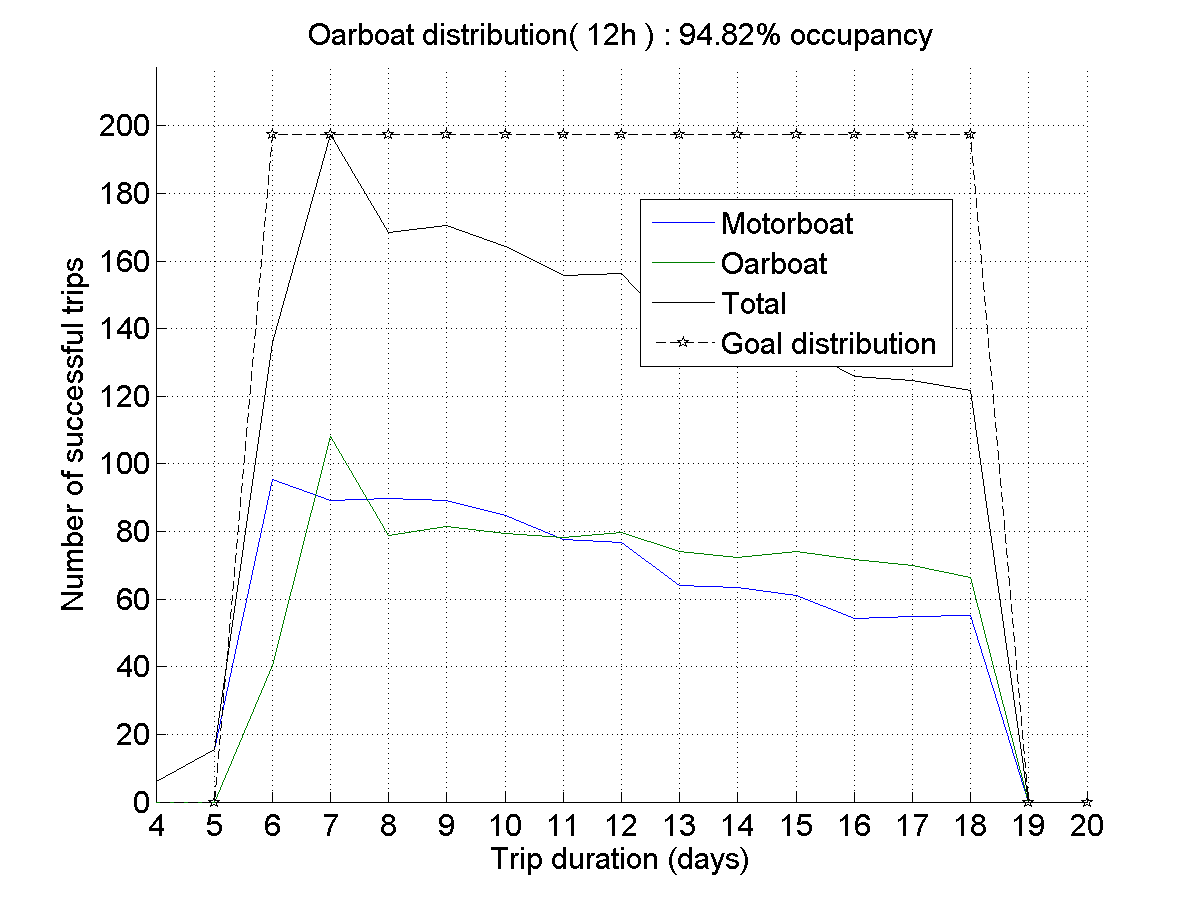 Oarboat distribution( 12h ) : 94.82% occupancy
Number of successful trips
200
180
160
140
120
100
80
60
40
20
0
Motorboat
Oarboat
Total
Goal distribution
4 5 6 7 8 9 10 11 12 13 14 15 16 17 18 19 20
Trip duration (days)